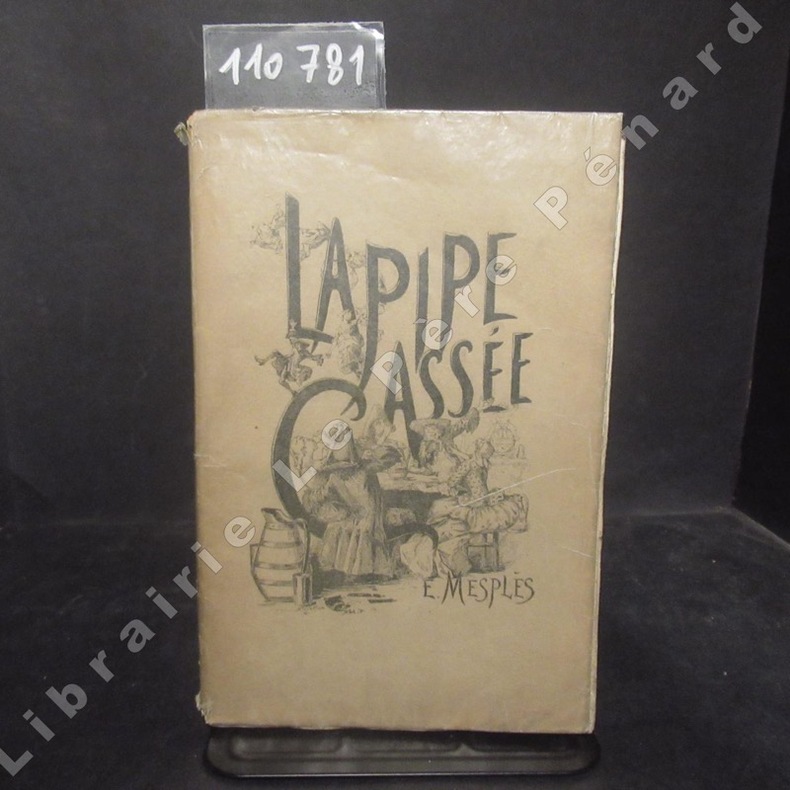 110 781
LA PIPE
CASSÉE
E. MESPLÈS
Librairie Le Père Pénard